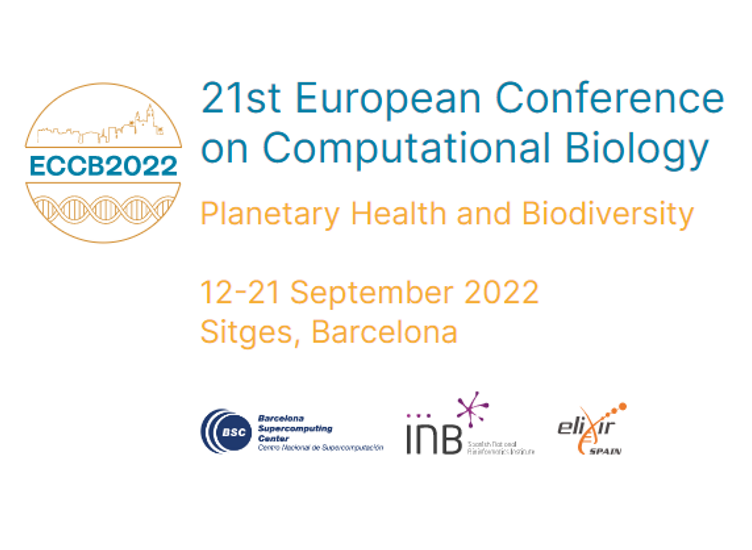 21st European Conference
on Computational Biology
ECCB2022
Planetary Health and Biodiversity
12-21 September 2022
Sitges, Barcelona
BSC
Barcelona
Supercomputing
Center
Centro Nacional de Supercomputación
INB
Spanish National
Bioinformatics Institute
elixir
SPAIN